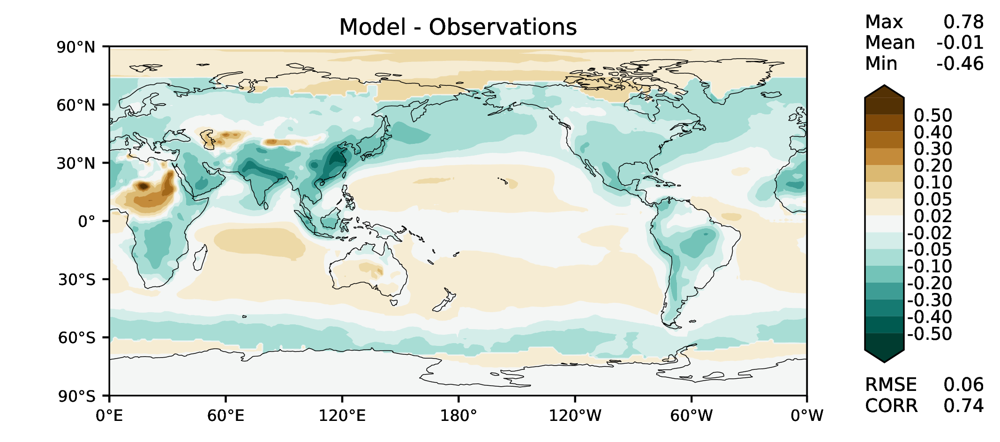 Model - Observations
Max 0.78
Mean -0.01
Min -0.46
90°N
60°N
30°N
0°
30°S
60°S
90°S
0°E 60°E 120°E 180° 120°W 60°W 0°W
0.50
0.40
0.30
0.20
0.10
0.05
0.02
-0.02
-0.05
-0.10
-0.20
-0.30
-0.40
-0.50
RMSE 0.06
CORR 0.74